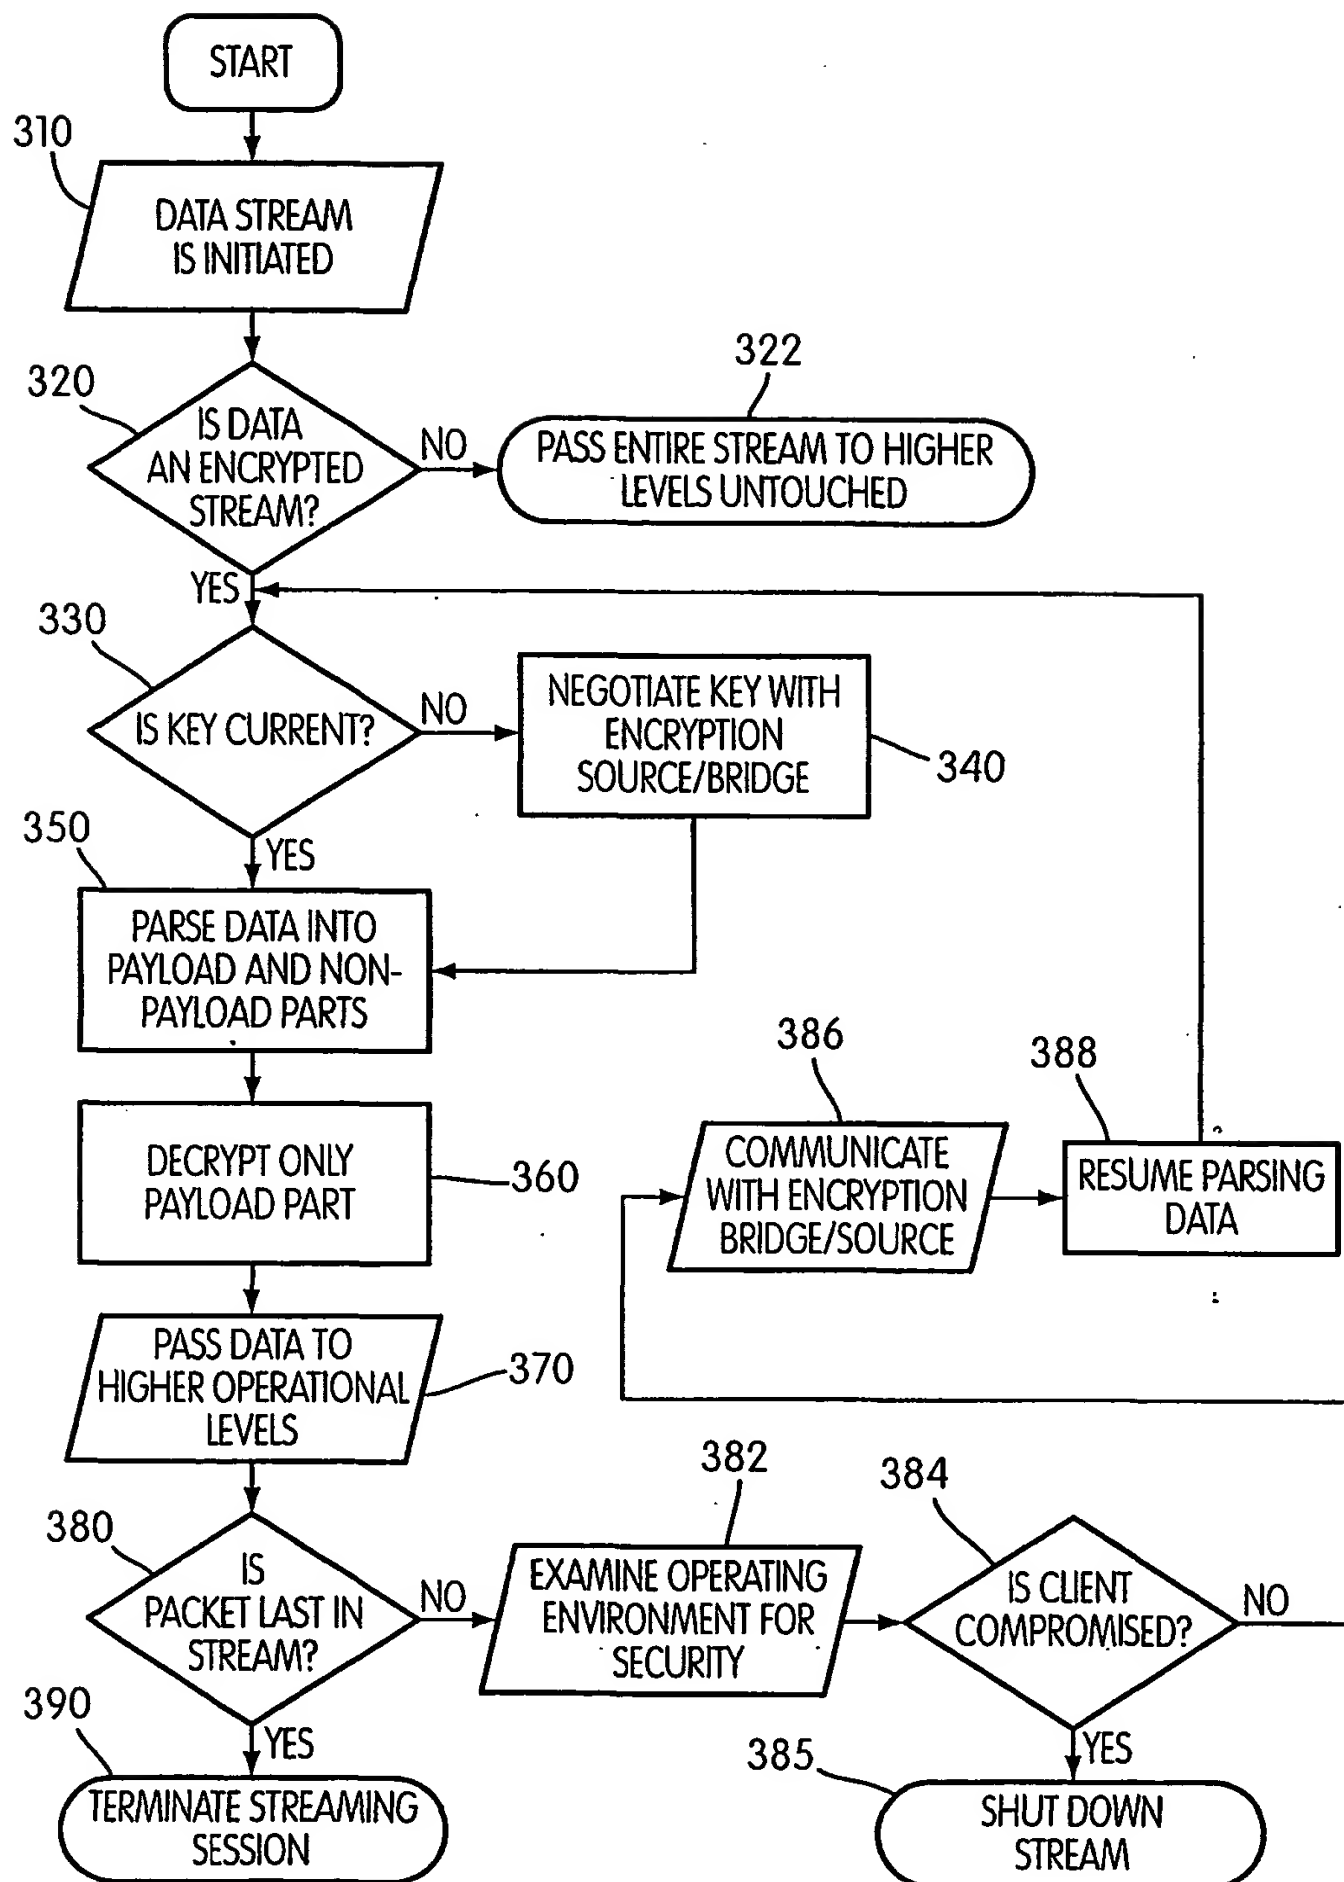 START
310
DATA STREAM
IS INITIATED
320
IS DATA
AN ENCRYPTED
STREAM?
NO
322
PASS ENTIRE STREAM TO HIGHER
LEVELS UNTOUCHED
YES
330
IS KEY CURRENT?
NO
NEGOTIATE KEY WITH
ENCRYPTION
SOURCE/BRIDGE
340
YES
350
PARSE DATA INTO
PAYLOAD AND NON-
PAYLOAD PARTS
DECRYPT ONLY
PAYLOAD PART
360
386
COMMUNICATE
WITH ENCRYPTION
BRIDGE/SOURCE
388
RESUME PARSING
DATA
PASS DATA TO
HIGHER OPERATIONAL
LEVELS
370
380
IS
PACKET LAST IN
STREAM?
NO
382
EXAMINE OPERATING
ENVIRONMENT FOR
SECURITY
384
IS CLIENT
COMPROMISED?
NO
YES
390
TERMINATE STREAMING
SESSION
YES
385
SHUT DOWN
STREAM